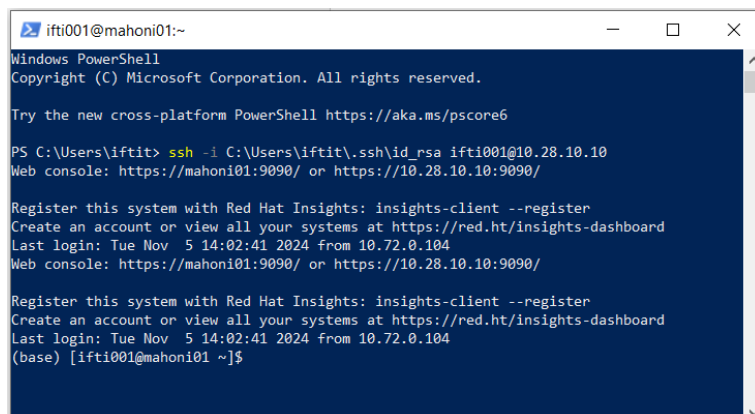 ifti001@mahoni01:~
Windows PowerShell
Copyright (C) Microsoft Corporation. All rights reserved.
Try the new cross-platform PowerShell https://aka.ms/pscore6
PS C:\Users\iftit> ssh -i C:\Users\iftit\.ssh\id_rsa ifti001@10.28.10.10
Web console: https://mahoni01:9090/ or https://10.28.10.10:9090/
Register this system with Red Hat Insights: insights-client --register
Create an account or view all your systems at https://red.ht/insights-dashboard
Last login: Tue Nov  5 14:02:41 2024 from 10.72.0.104
Web console: https://mahoni01:9090/ or https://10.28.10.10:9090/
Register this system with Red Hat Insights: insights-client --register
Create an account or view all your systems at https://red.ht/insights-dashboard
Last login: Tue Nov  5 14:02:41 2024 from 10.72.0.104
(base) [ifti001@mahoni01 ~]$